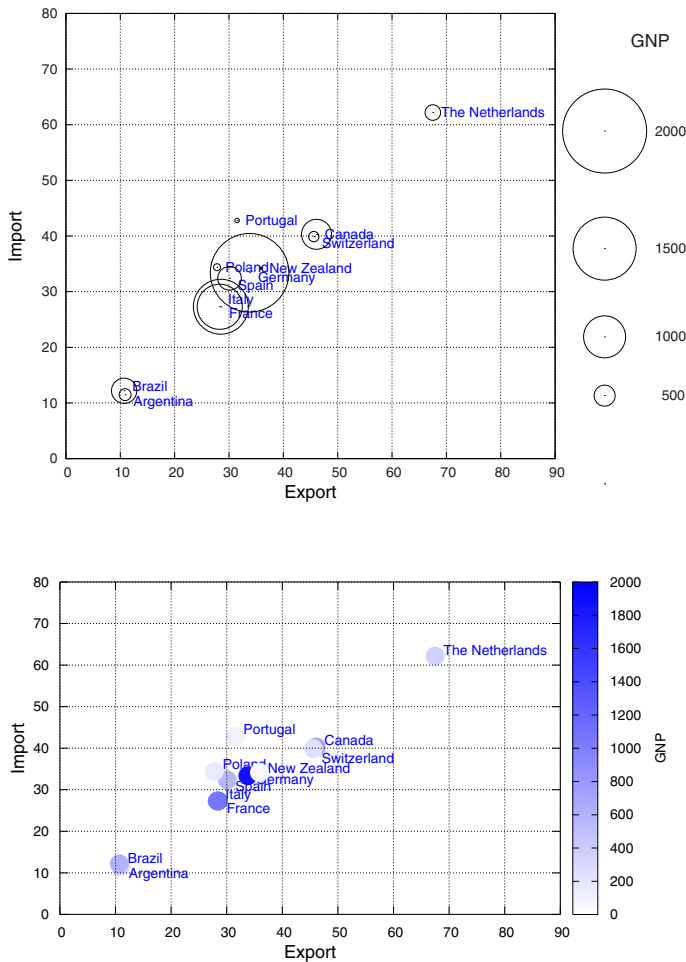 80
70
60
50
40
30
20
10
0
Import
0 10 20 30 40 50 60 70 80 90
Export
The Netherlands
Portugal
Canada
Switzerland
Poland
New Zealand
Germany
Spain
Italy
France
Brazil
Argentina
GNP
2000
1500
1000
500
80
70
60
50
40
30
20
10
0
Import
0 10 20 30 40 50 60 70 80 90
Export
The Netherlands
Portugal
Canada
Switzerland
Poland
New Zealand
Germany
Spain
Italy
France
Brazil
Argentina
2000
1800
1600
1400
1200
1000
800
600
400
200
0
GNP